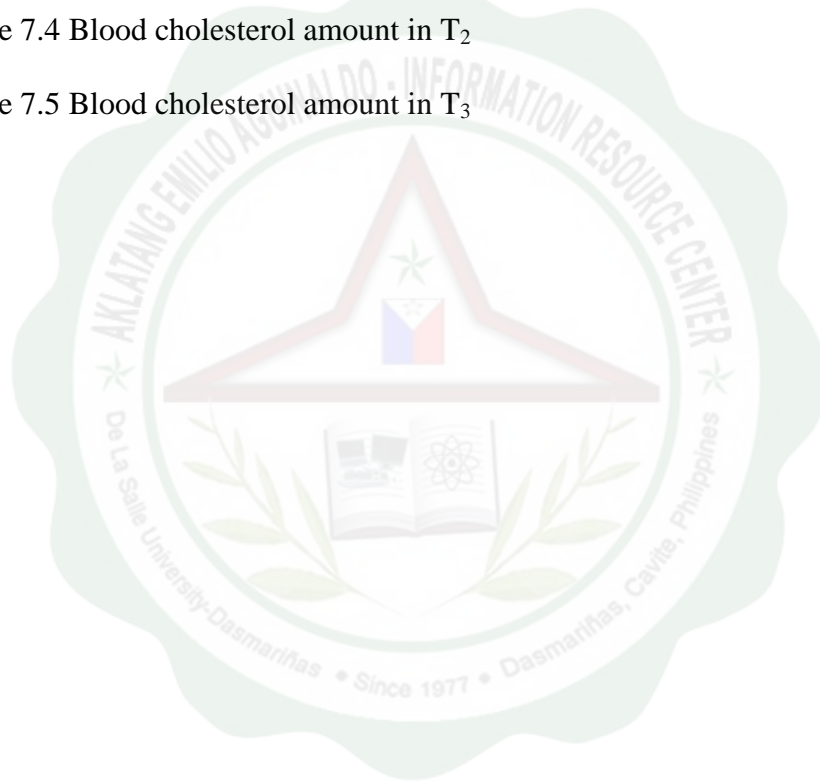 e 7.4 Blood cholesterol amount in T₂
e 7.5 Blood cholesterol amount in T₃
AKLATANG EMILIO AGUINALDO - INFORMATION RESOURCE CENTER
De La Salle University-Dasmariñas • Since 1977 • Dasmariñas, Cavite, Philippines